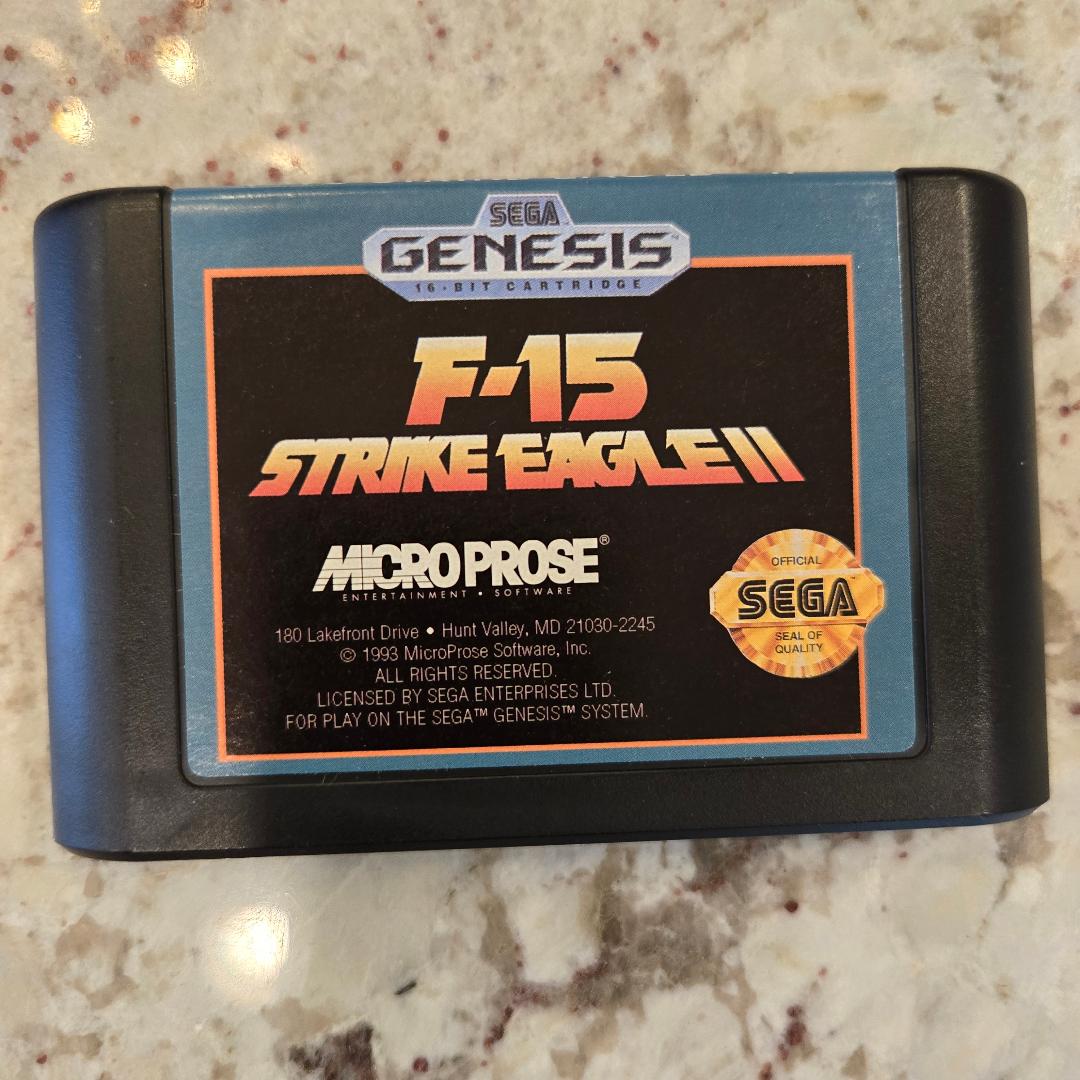 SEGA
GENESIS
16-BIT CARTRIDGE
F-15
STRIKE EAGLE II
MICROPROSE®
ENTERTAINMENT • SOFTWARE
180 Lakefront Drive • Hunt Valley, MD 21030-2245
© 1993 MicroProse Software, Inc.
ALL RIGHTS RESERVED.
LICENSED BY SEGA ENTERPRISES LTD.
FOR PLAY ON THE SEGA™ GENESIS™ SYSTEM.
OFFICIAL
SEGA™
SEAL OF
QUALITY